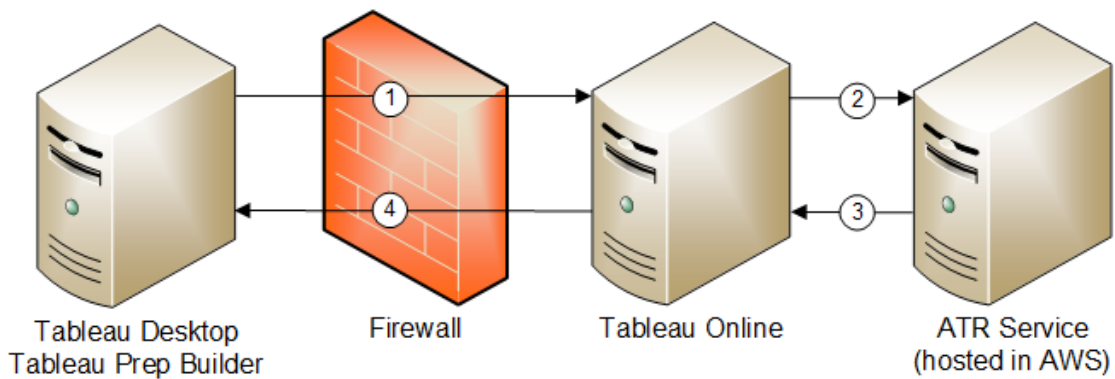 1
2
4
3
Tableau Desktop
Tableau Prep Builder
Firewall
Tableau Online
ATR Service
(hosted in AWS)